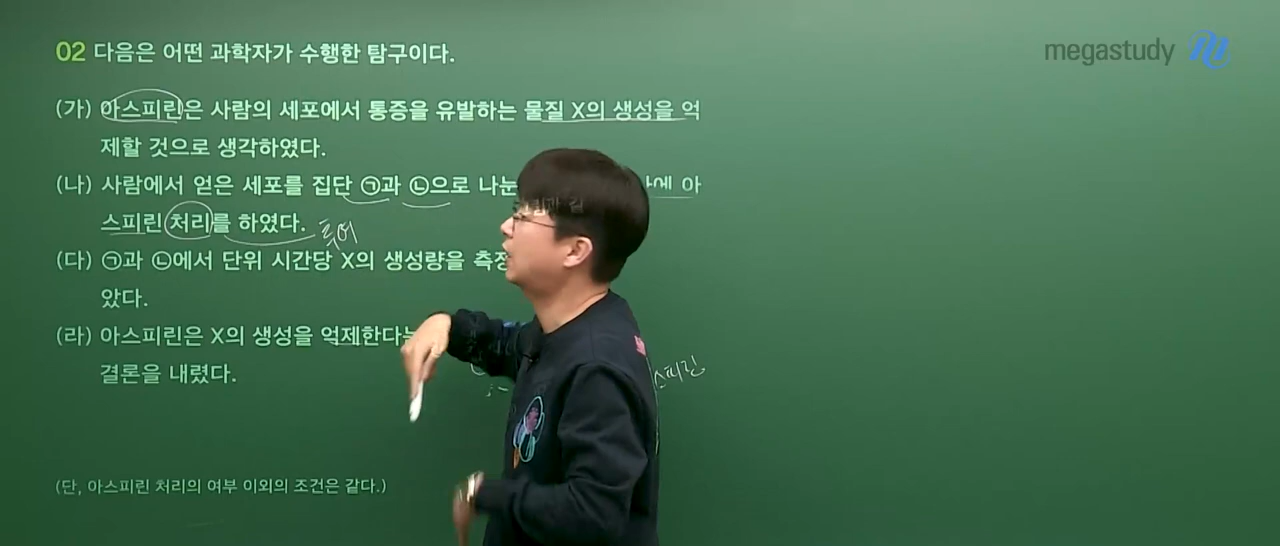 megastudy
02 다음은 어떤 과학자가 수행한 탐구이다.
(가) 아스피린은 사람의 세포에서 통증을 유발하는 물질 X의 생성을 억
제할 것으로 생각하였다.
(나) 사람에서 얻은 세포를 집단 ㉠과 ㉡으로 나눈 에 아
스피린 처리를 하였다.
투여
(다) ㉠과 ㉡에서 단위 시간당 X의 생성량을 측정
았다.
(라) 아스피린은 X의 생성을 억제한다는
결론을 내렸다.
스피린
(단, 아스피린 처리의 여부 이외의 조건은 같다.)